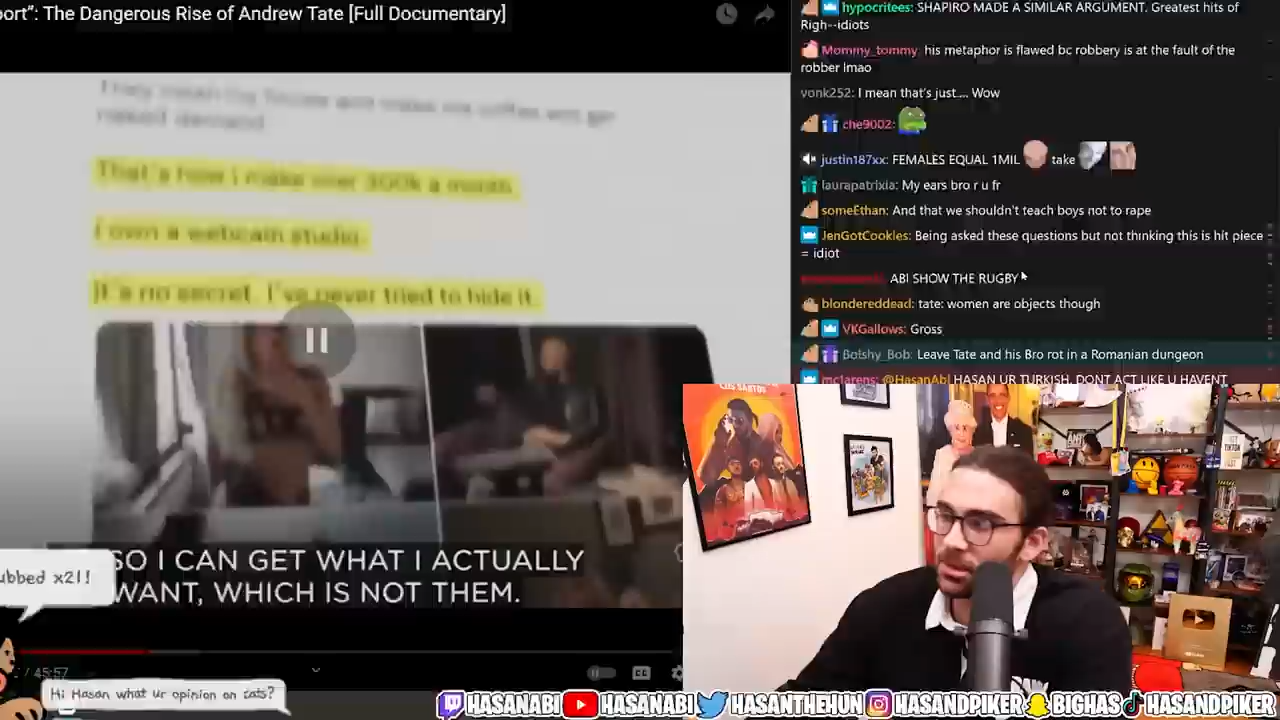 ort": The Dangerous Rise of Andrew Tate [Full Documentary]
That's how I make over 300k a month.
I own a webcam studio.
It's no secret. I've never tried to hide it.
SO I CAN GET WHAT I ACTUALLY
WANT, WHICH IS NOT THEM.
ubbed x21!
/ 45:57
Hi Hasan what ur opinion on cats?
hypocritees: SHAPIRO MADE A SIMILAR ARGUMENT. Greatest hits of
Righ--idiots
Mommy_tommy: his metaphor is flawed bc robbery is at the fault of the
robber lmao
vonk252: I mean that's just.... Wow
che9002:
justin187xx: FEMALES EQUAL 1MIL take
laurapatrixia: My ears bro r u fr
someEthan: And that we shouldn't teach boys not to rape
JenGotCookles: Being asked these questions but not thinking this is hit piece
= idiot
ABI SHOW THE RUGBY
blondereddead: tate: women are objects though
VKGallows: Gross
Bolshy_Bob: Leave Tate and his Bro rot in a Romanian dungeon
mc1arens: @HasanAbI HASAN UR TURKISH, DONT ACT LIKE U HAVENT
HASANABI HASANABI HASANTHEHUN HASANDPIKER BIGHAS HASANDPIKER